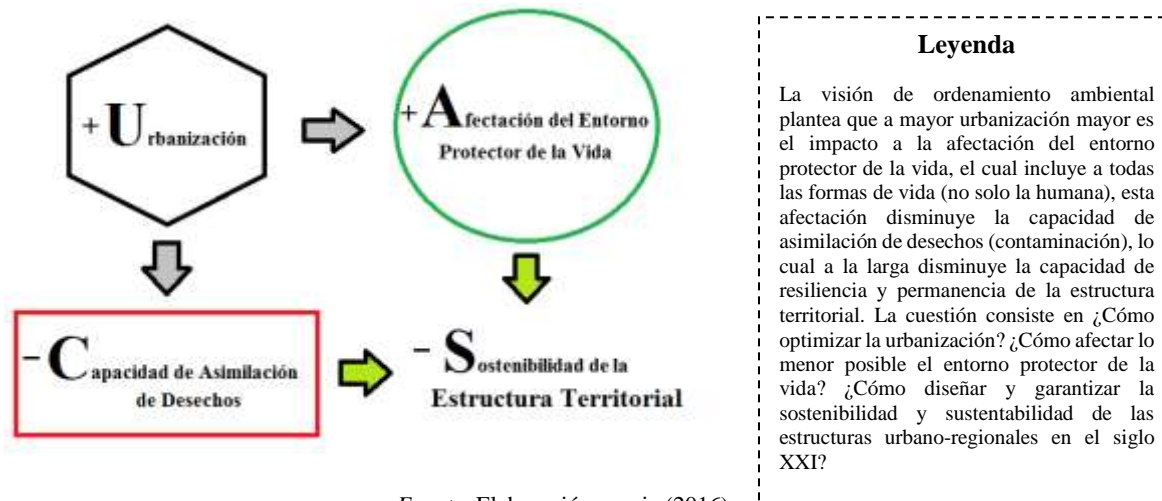 + Urbanización
+ Afectación del Entorno
Protector de la Vida
- Capacidad de Asimilación
de Desechos
- Sostenibilidad de la
Estructura Territorial
Leyenda
La visión de ordenamiento ambiental
plantea que a mayor urbanización mayor es
el impacto a la afectación del entorno
protector de la vida, el cual incluye a todas
las formas de vida (no solo la humana), esta
afectación disminuye la capacidad de
asimilación de desechos (contaminación), lo
cual a la larga disminuye la capacidad de
resiliencia y permanencia de la estructura
territorial. La cuestión consiste en ¿Cómo
optimizar la urbanización? ¿Cómo afectar lo
menor posible el entorno protector de la
vida? ¿Cómo diseñar y garantizar la
sostenibilidad y sustentabilidad de las
estructuras urbano-regionales en el siglo
XXI?